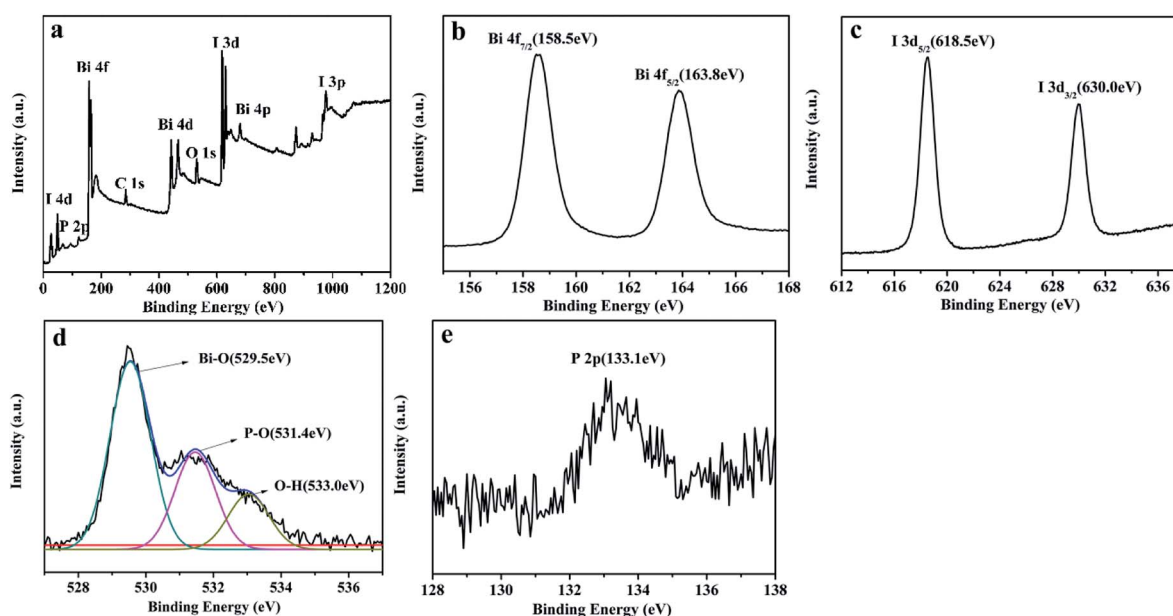 a
I 3d
Bi 4f
I 3p
Bi 4p
Bi 4d
O 1s
C 1s
I 4d
P 2p
Intensity (a.u.)
0 200 400 600 800 1000 1200
Binding Energy (eV)
b
Bi 4f7/2(158.5eV)
Bi 4f5/2(163.8eV)
Intensity (a.u.)
156 158 160 162 164 166 168
Binding Energy (eV)
c
I 3d5/2(618.5eV)
I 3d3/2(630.0eV)
Intensity (a.u.)
612 616 620 624 628 632 636
Binding Energy (eV)
d
Bi-O(529.5eV)
P-O(531.4eV)
O-H(533.0eV)
Intensity (a.u.)
528 530 532 534 536
Binding Energy (eV)
e
P 2p(133.1eV)
Intensity (a.u.)
128 130 132 134 136 138
Binding Energy (eV)